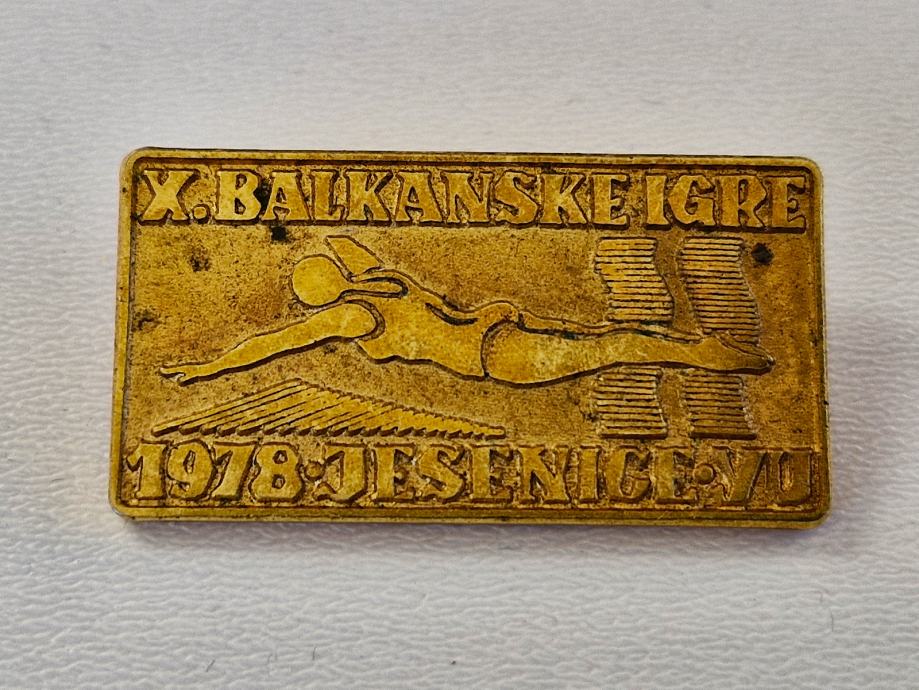 X. BALKANSKE IGRE
1978 · JESENICE · YU